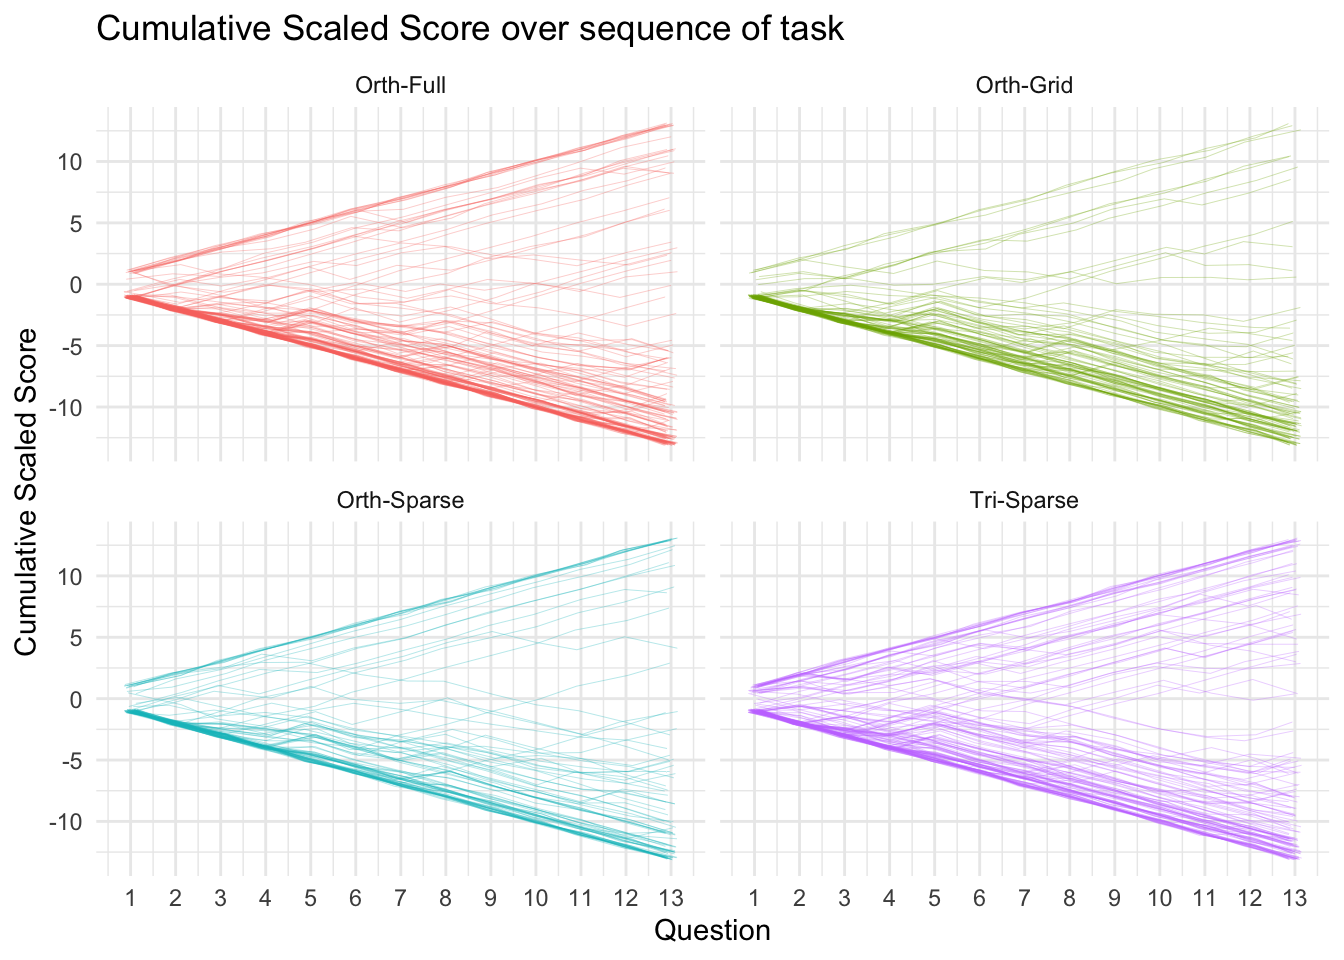 Cumulative Scaled Score over sequence of task
Orth-Full
Orth-Grid
10
5
0
-5
-10
Orth-Sparse
Tri-Sparse
10
5
0
-5
-10
Cumulative Scaled Score
1 2 3 4 5 6 7 8 9 10 11 12 13
1 2 3 4 5 6 7 8 9 10 11 12 13
Question